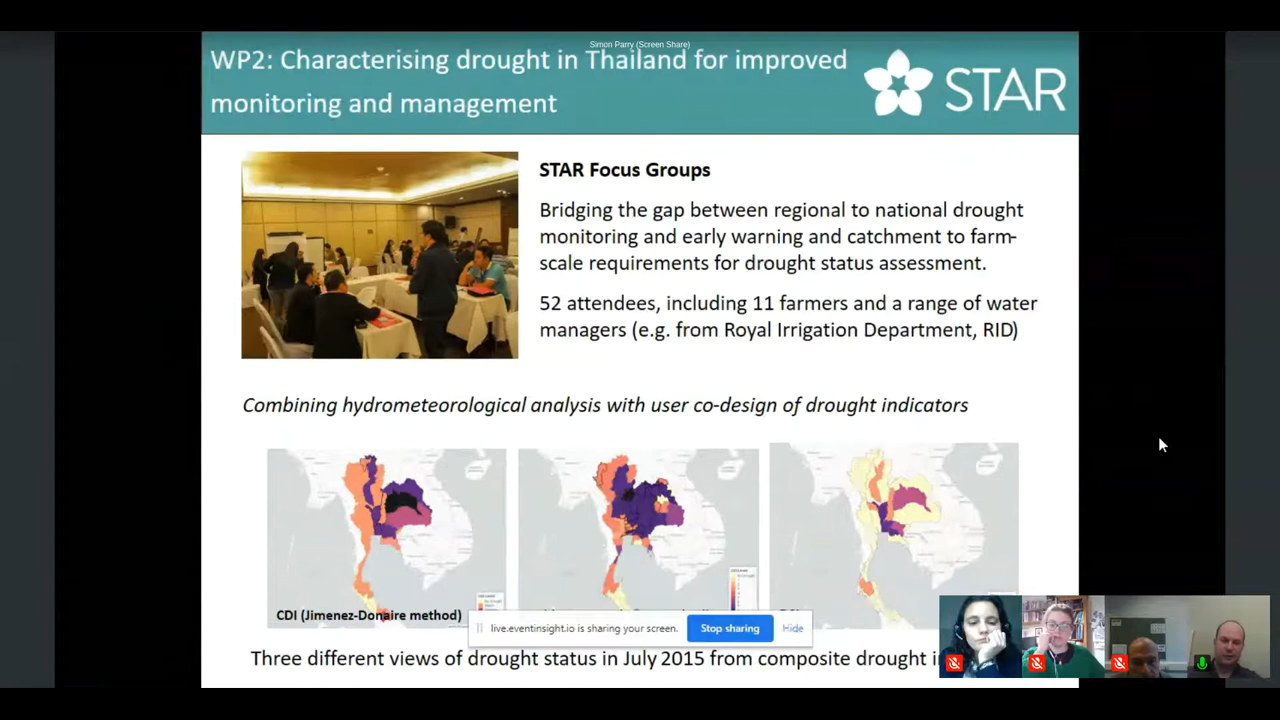 Simon Parry (Screen Share)
WP2: Characterising drought in Thailand for improved
monitoring and management
STAR
STAR Focus Groups
Bridging the gap between regional to national drought
monitoring and early warning and catchment to farm-
scale requirements for drought status assessment.
52 attendees, including 11 farmers and a range of water
managers (e.g. from Royal Irrigation Department, RID)
Combining hydrometeorological analysis with user co-design of drought indicators
CDI (Jimenez-Donaire method)
live.eventinsight.io is sharing your screen.
Stop sharing
Hide
Three different views of drought status in July 2015 from composite drought